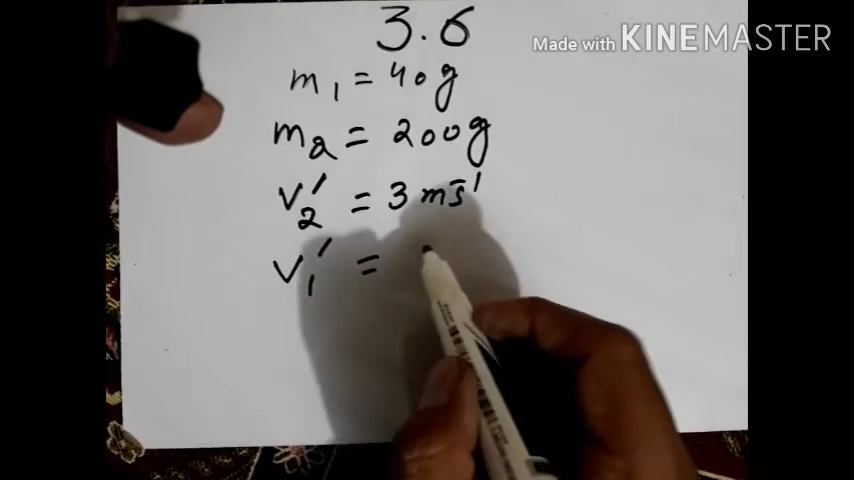 3.6
Made with KINEMASTER
m₁ = 40g
m₂ = 200g
v₂' = 3 ms⁻¹
v₁' =